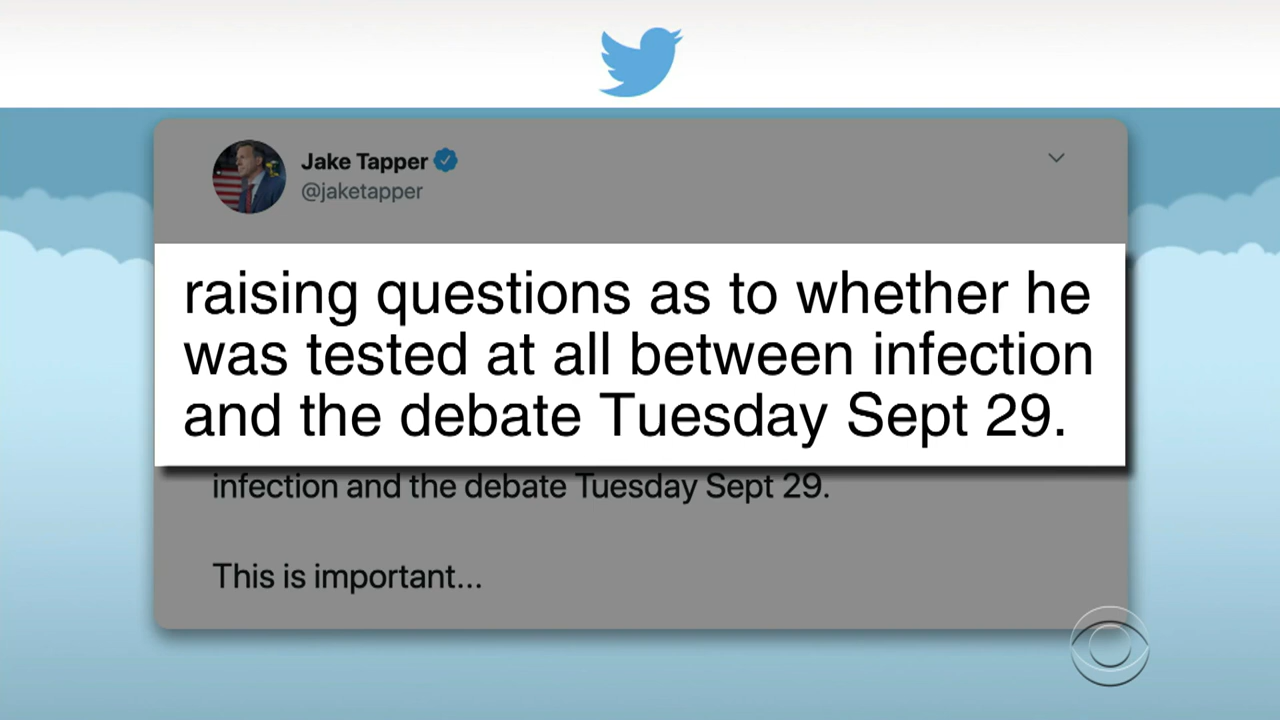 Jake Tapper
@jaketapper
raising questions as to whether he
was tested at all between infection
and the debate Tuesday Sept 29.
infection and the debate Tuesday Sept 29.
This is important...